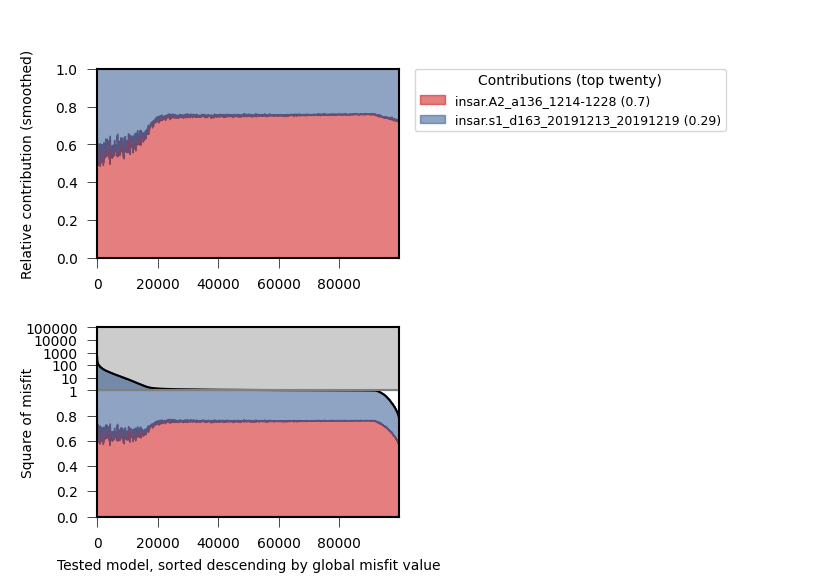 Relative contribution (smoothed)
1.0
0.8
0.6
0.4
0.2
0.0
0 20000 40000 60000 80000
Contributions (top twenty)
insar.A2_a136_1214-1228 (0.7)
insar.s1_d163_20191213_20191219 (0.29)
Square of misfit
100000
10000
1000
100
10
1
0.8
0.6
0.4
0.2
0.0
0 20000 40000 60000 80000
Tested model, sorted descending by global misfit value